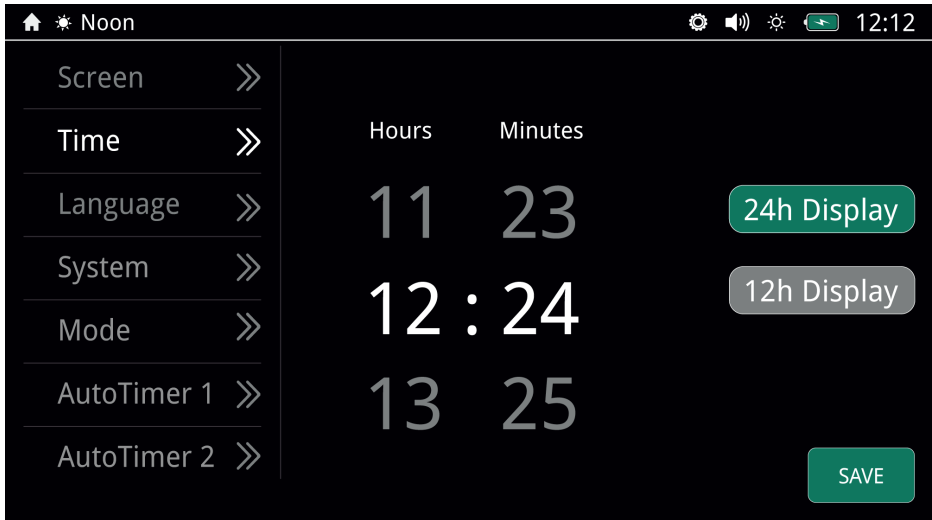 Noon 12:12
Screen
Time
Language
System
Mode
AutoTimer 1
AutoTimer 2
Hours Minutes
11 23
12 : 24
13 25
24h Display
12h Display
SAVE